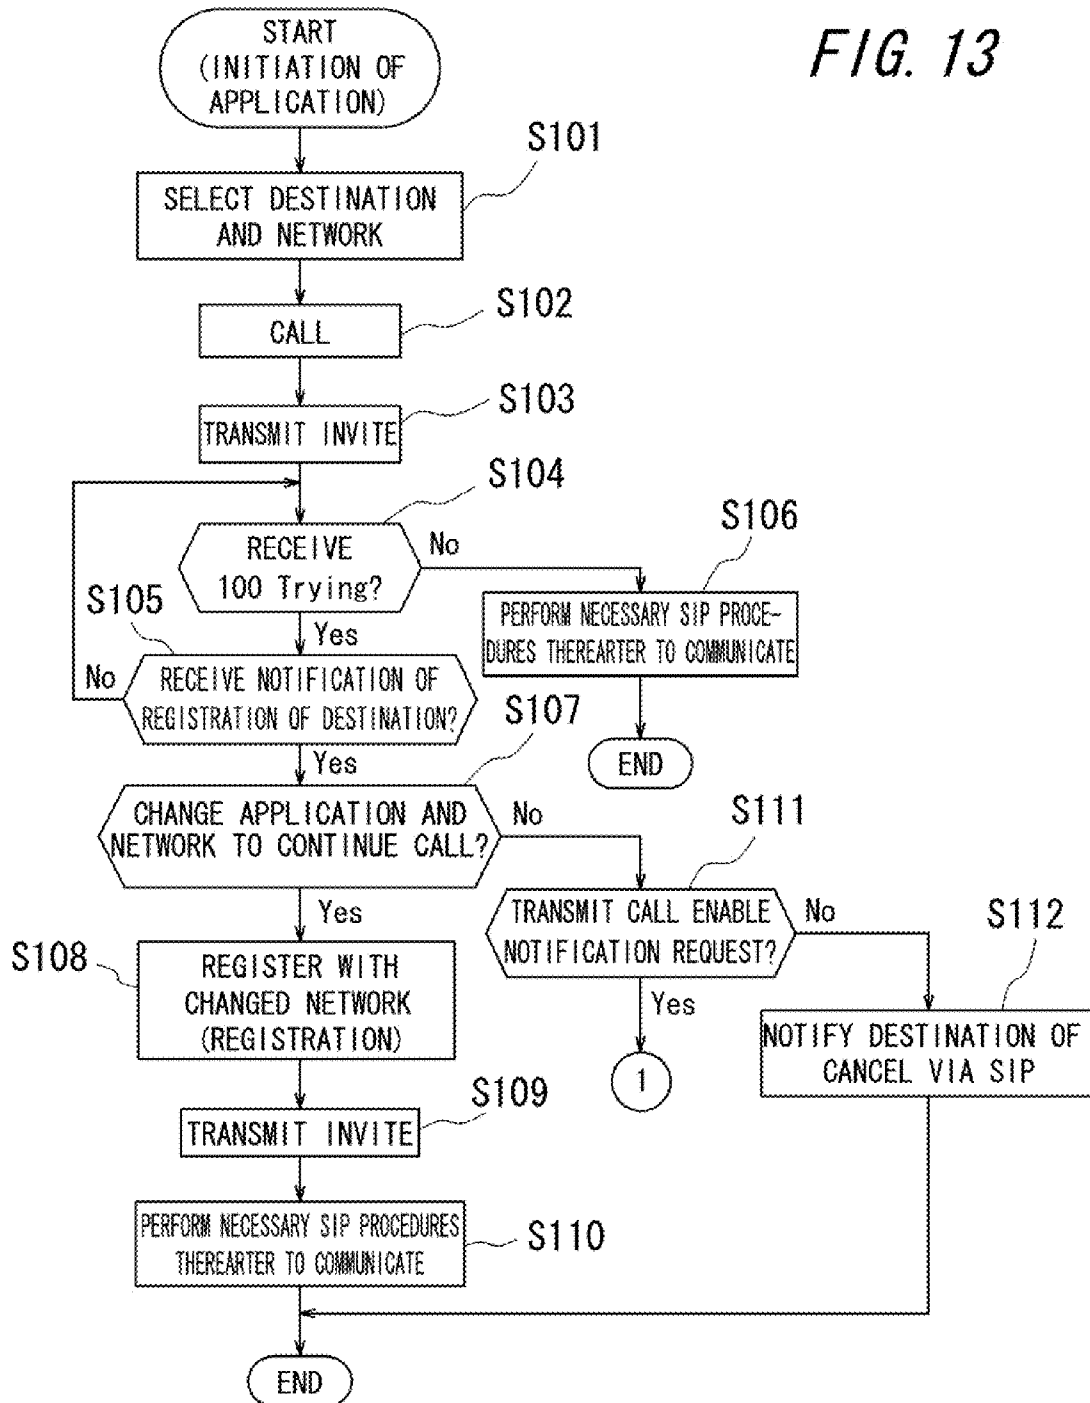 FIG. 13
START
(INITIATION OF
APPLICATION)
S101
SELECT DESTINATION
AND NETWORK
S102
CALL
S103
TRANSMIT INVITE
S104
RECEIVE
100 Trying?
No
S106
PERFORM NECESSARY SIP PROCE-
DURES THEREARTER TO COMMUNICATE
END
S105
Yes
No
RECEIVE NOTIFICATION OF
REGISTRATION OF DESTINATION?
S107
Yes
CHANGE APPLICATION AND
NETWORK TO CONTINUE CALL?
No
S111
TRANSMIT CALL ENABLE
NOTIFICATION REQUEST?
No
S112
Yes
1
NOTIFY DESTINATION OF
CANCEL VIA SIP
Yes
S108
REGISTER WITH
CHANGED NETWORK
(REGISTRATION)
S109
TRANSMIT INVITE
PERFORM NECESSARY SIP PROCEDURES
THEREARTER TO COMMUNICATE
S110
END